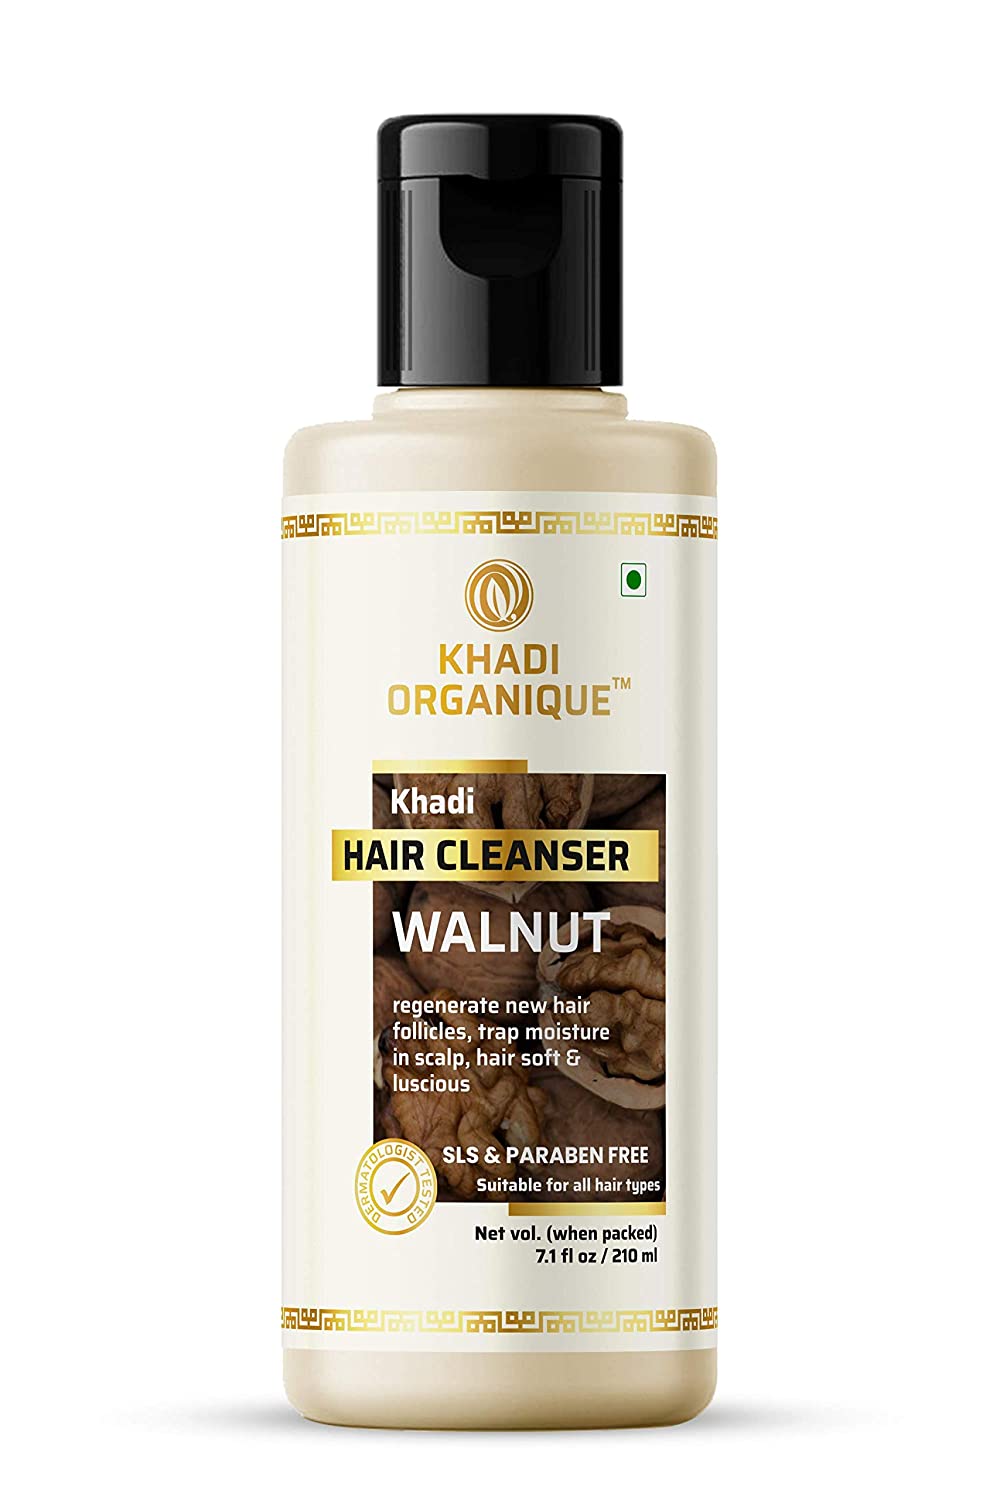 KHADI
ORGANIQUE™
Khadi
HAIR CLEANSER
WALNUT
regenerate new hair
follicles, trap moisture
in scalp, hair soft &
luscious
DERMATOLOGIST TESTED
SLS & PARABEN FREE
Suitable for all hair types
Net vol. (when packed)
7.1 fl oz / 210 ml